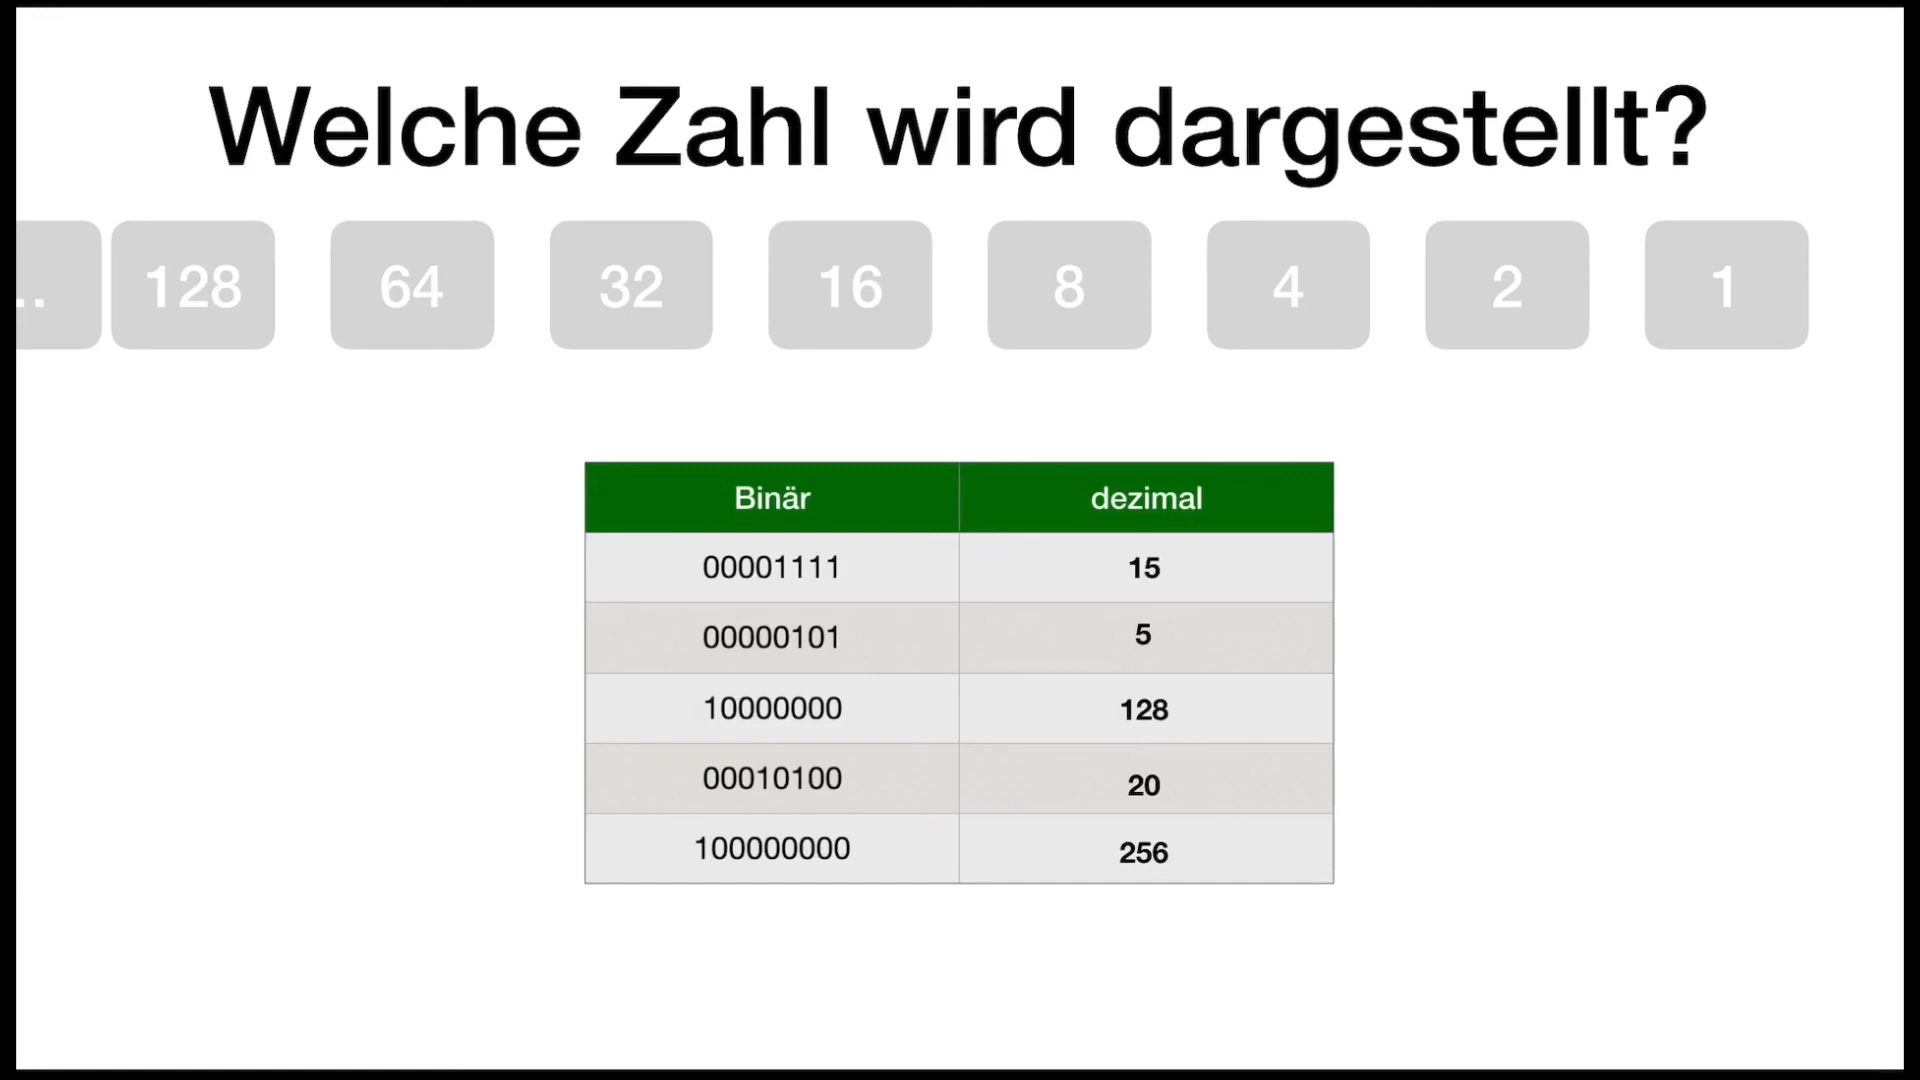 Welche Zahl wird dargestellt?
.. 128 64 32 16 8 4 2 1
Binär dezimal
00001111 15
00000101 5
10000000 128
00010100 20
100000000 256